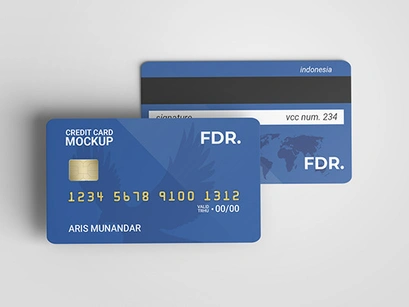 indonesia
signature
vcc num. 234
FDR.
CREDIT CARD
MOCKUP
FDR.
1234 5678 9100 1312
VALID
TRHU
00/00
ARIS MUNANDAR